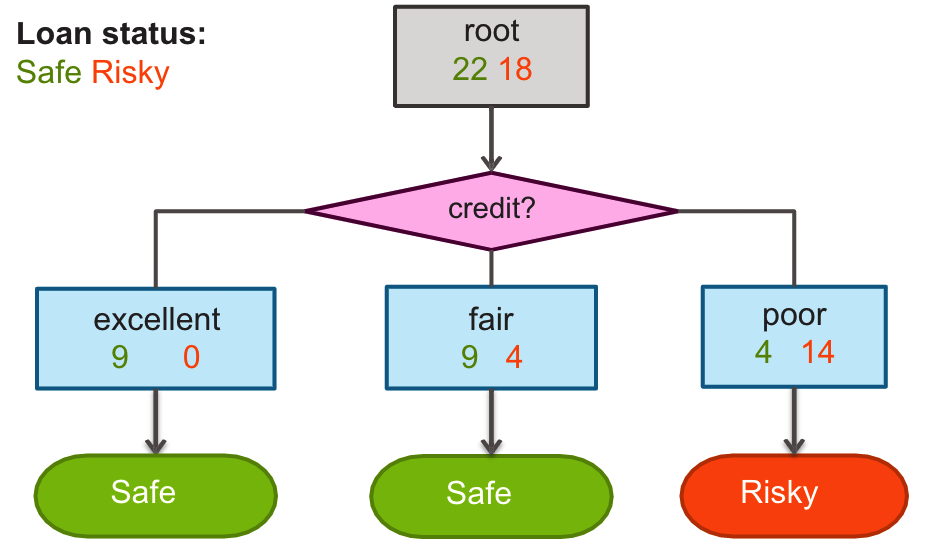 Loan status:
Safe Risky
root
22 18
credit?
excellent
9 0
fair
9 4
poor
4 14
Safe
Safe
Risky